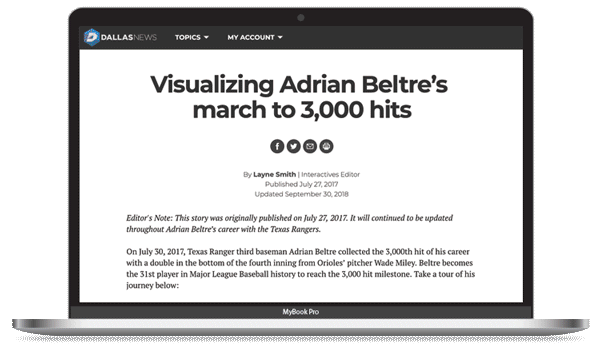 DALLASNEWS TOPICS MY ACCOUNT
Visualizing Adrian Beltre's
march to 3,000 hits
By Layne Smith | Interactives Editor
Published July 27, 2017
Updated September 30, 2018
Editor's Note: This story was originally published on July 27, 2017. It will continue to be updated
throughout Adrian Beltre's career with the Texas Rangers.
On July 30, 2017, Texas Ranger third baseman Adrian Beltre collected the 3,000th hit of his career
with a double in the bottom of the fourth inning from Orioles' pitcher Wade Miley. Beltre becomes
the 31st player in Major League Baseball history to reach the 3,000 hit milestone. Take a tour of his
journey below:
MyBook Pro